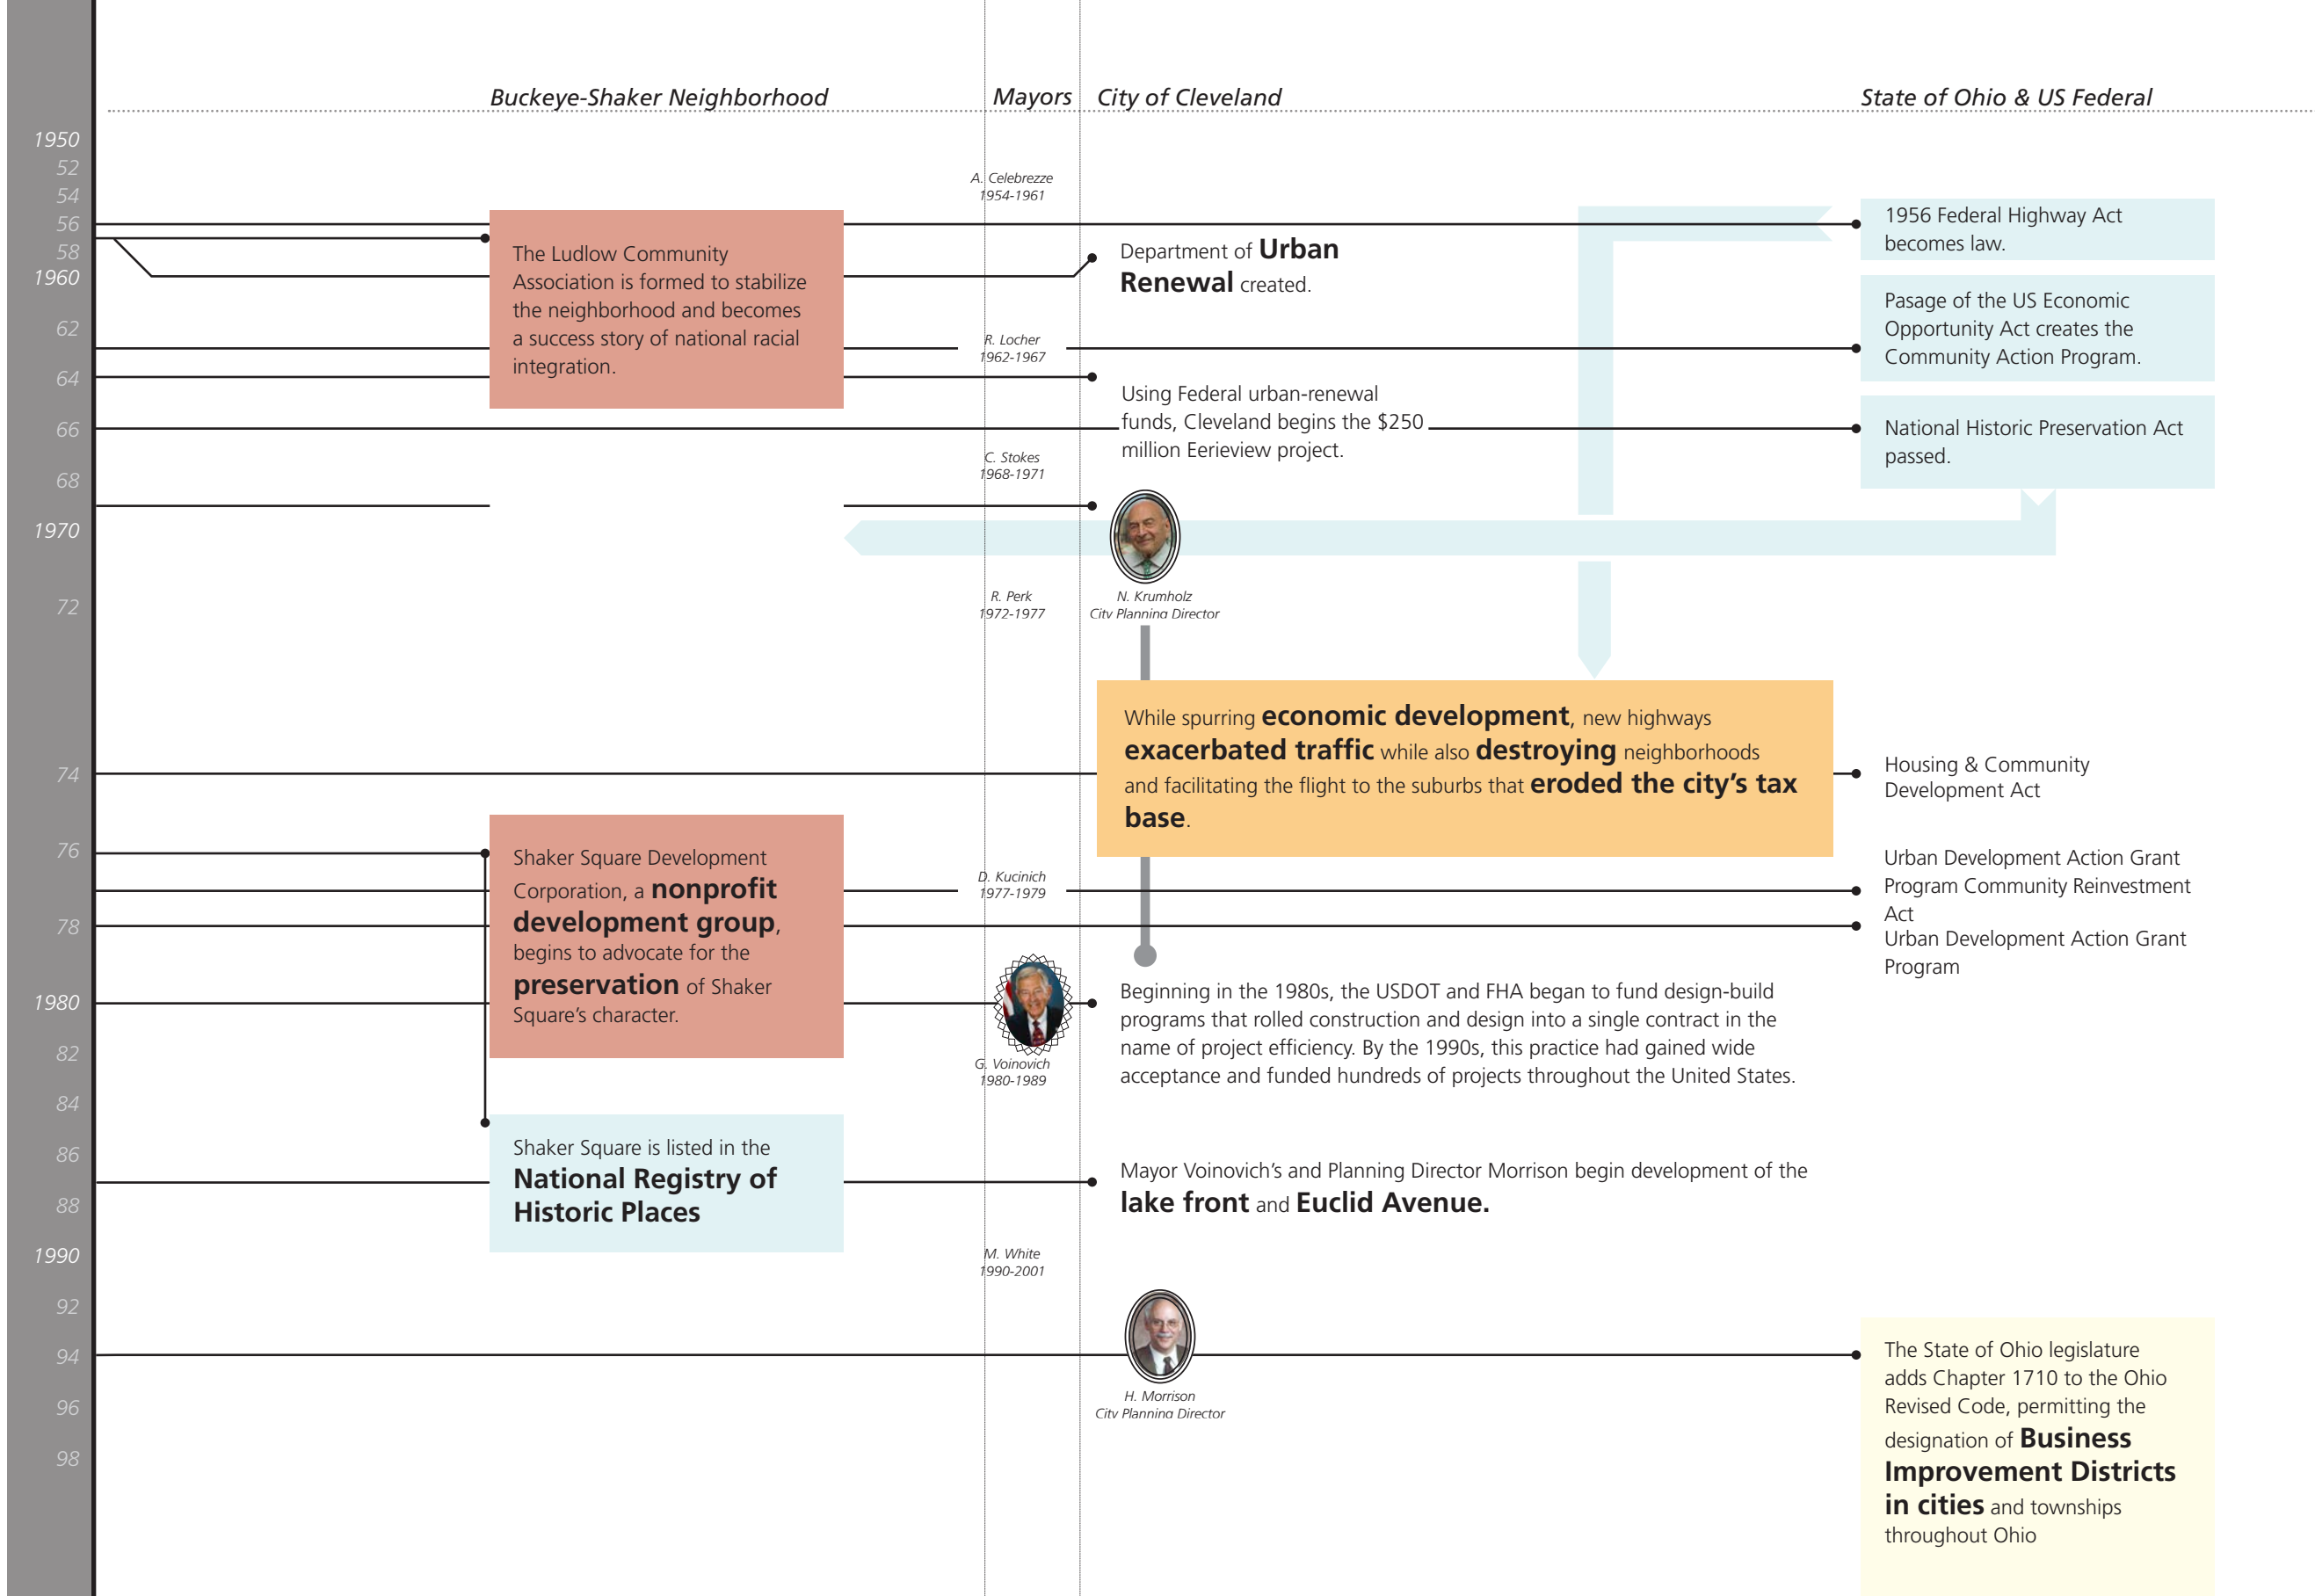 Buckeye-Shaker Neighborhood
Mayors
City of Cleveland
State of Ohio & US Federal
1950
52
54
56
58
1960
62
64
66
68
1970
72
74
76
78
1980
82
84
86
88
1990
92
94
96
98
The Ludlow Community
Association is formed to stabilize
the neighborhood and becomes
a success story of national racial
integration.
Shaker Square Development
Corporation, a nonprofit
development group,
begins to advocate for the
preservation of Shaker
Square's character.
Shaker Square is listed in the
National Registry of
Historic Places
A. Celebrezze
1954-1961
R. Locher
1962-1967
C. Stokes
1968-1971
R. Perk
1972-1977
D. Kucinich
1977-1979
G. Voinovich
1980-1989
M. White
1990-2001
Department of Urban
Renewal created.
Using Federal urban-renewal
funds, Cleveland begins the $250
million Eerieview project.
N. Krumholz
City Planning Director
While spurring economic development, new highways
exacerbated traffic while also destroying neighborhoods
and facilitating the flight to the suburbs that eroded the city's tax
base.
Beginning in the 1980s, the USDOT and FHA began to fund design-build
programs that rolled construction and design into a single contract in the
name of project efficiency. By the 1990s, this practice had gained wide
acceptance and funded hundreds of projects throughout the United States.
Mayor Voinovich's and Planning Director Morrison begin development of the
lake front and Euclid Avenue.
H. Morrison
City Planning Director
1956 Federal Highway Act
becomes law.
Pasage of the US Economic
Opportunity Act creates the
Community Action Program.
National Historic Preservation Act
passed.
Housing & Community
Development Act
Urban Development Action Grant
Program Community Reinvestment
Act
Urban Development Action Grant
Program
The State of Ohio legislature
adds Chapter 1710 to the Ohio
Revised Code, permitting the
designation of Business
Improvement Districts
in cities and townships
throughout Ohio